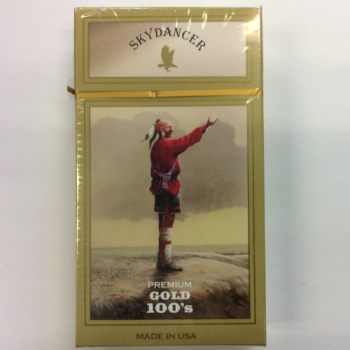 SKYDANCER
PREMIUM
GOLD
100's
MADE IN USA